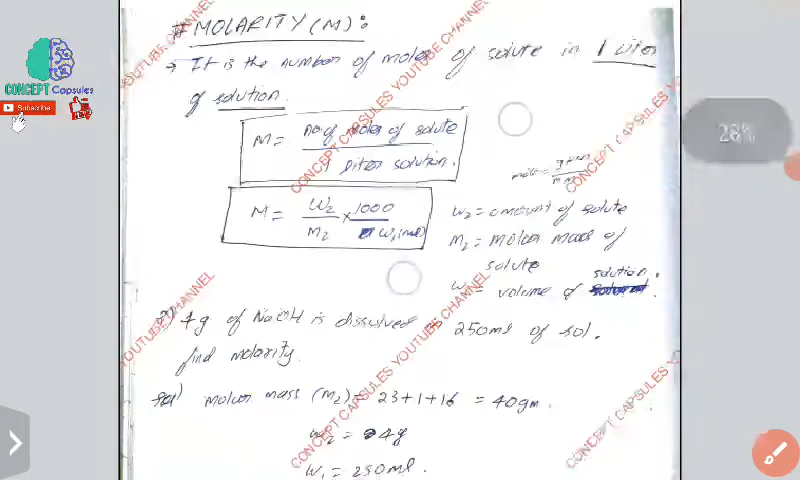 # MOLARITY (M):
→ It is the number of moles of solute in 1 liter
of solution.
M = no of moles of solute
1 liter solution.
mole =
M = W2 × 1000
M2 W1 (ml)
W2 = amount of solute
M2 = molar mass of
solute
W1 = volume of solution.
4g of NaOH is dissolved in 250ml of sol.
find molarity.
Sol) molar mass (M2) = 23+1+16 = 40gm.
W2 = 4g
W1 = 250ml.
CONCEPT Capsules
Subscribe
28%
CONCEPT CAPSULES YOUTUBE CHANNEL